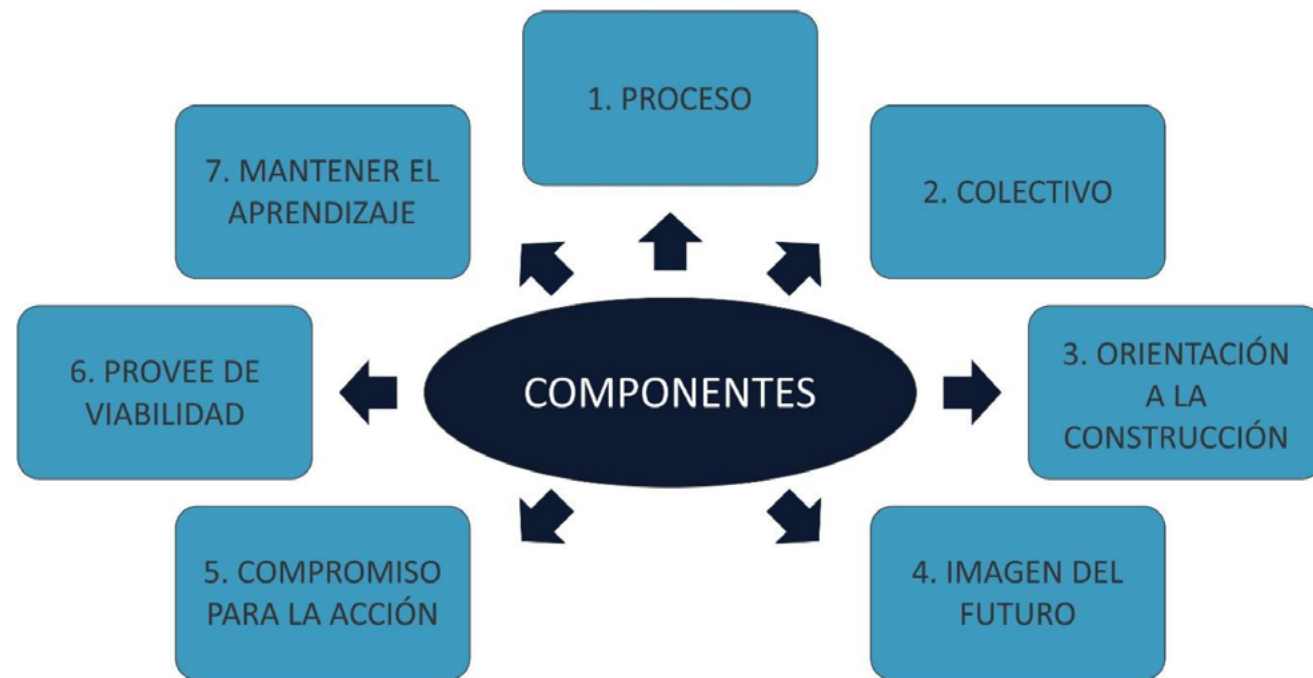 1. PROCESO
7. MANTENER EL
APRENDIZAJE
2. COLECTIVO
6. PROVEE DE
VIABILIDAD
COMPONENTES
3. ORIENTACIÓN
A LA
CONSTRUCCIÓN
5. COMPROMISO
PARA LA ACCIÓN
4. IMAGEN DEL
FUTURO